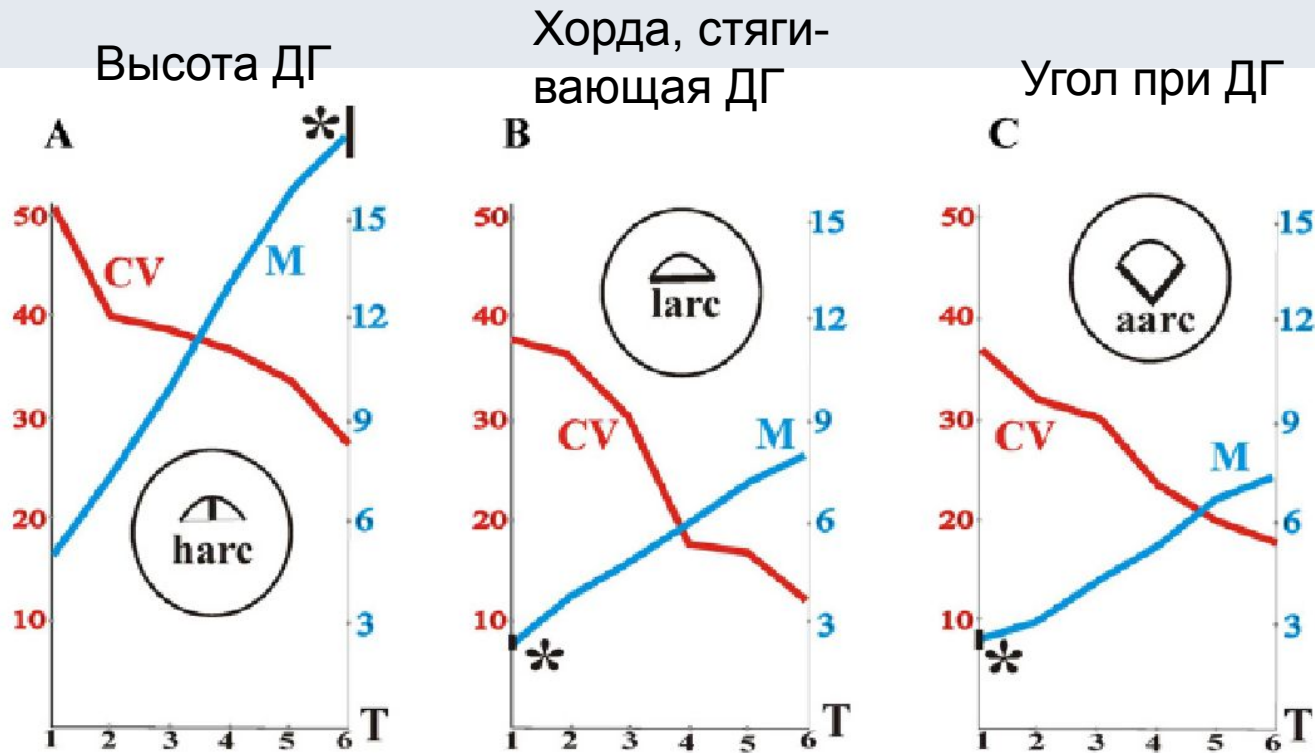 Высота ДГ
Хорда, стяги-
вающая ДГ
Угол при ДГ
A
*
50
40
30
20
10
15
12
9
6
3
CV
M
harc
1 2 3 4 5 6 T
B
50
40
30
20
10
15
12
9
6
3
larc
CV
M
*
1 2 3 4 5 6 T
C
50
40
30
20
10
15
12
9
6
3
aarc
CV
M
*
1 2 3 4 5 6 T